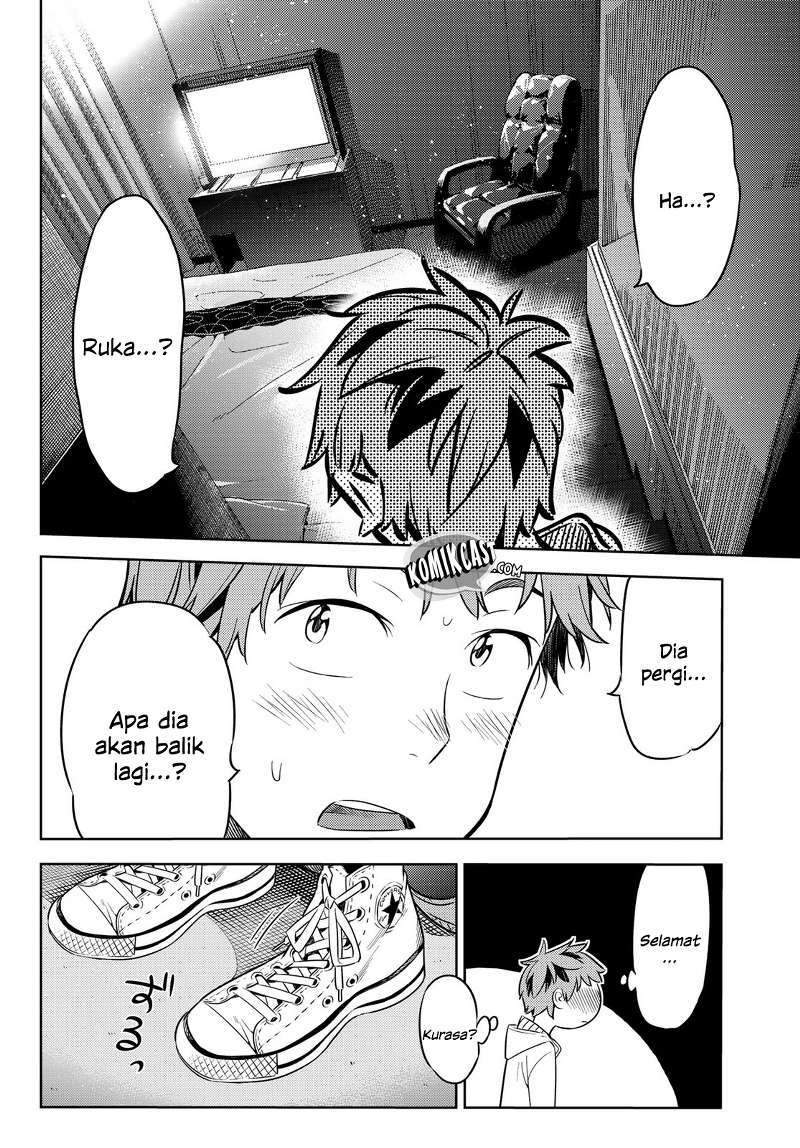 Ha...?
Ruka...?
KOMIKCAST
.COM
Dia
pergi...
Apa dia
akan balik
lagi...?
Selamat
...
Kurasa?